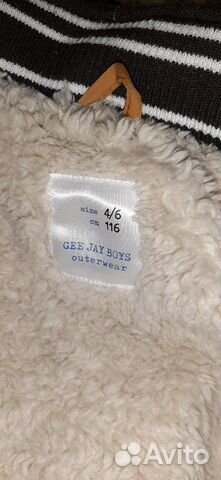 size 4/6
cm 116
GEE JAY BOYS
outerwear
Avito